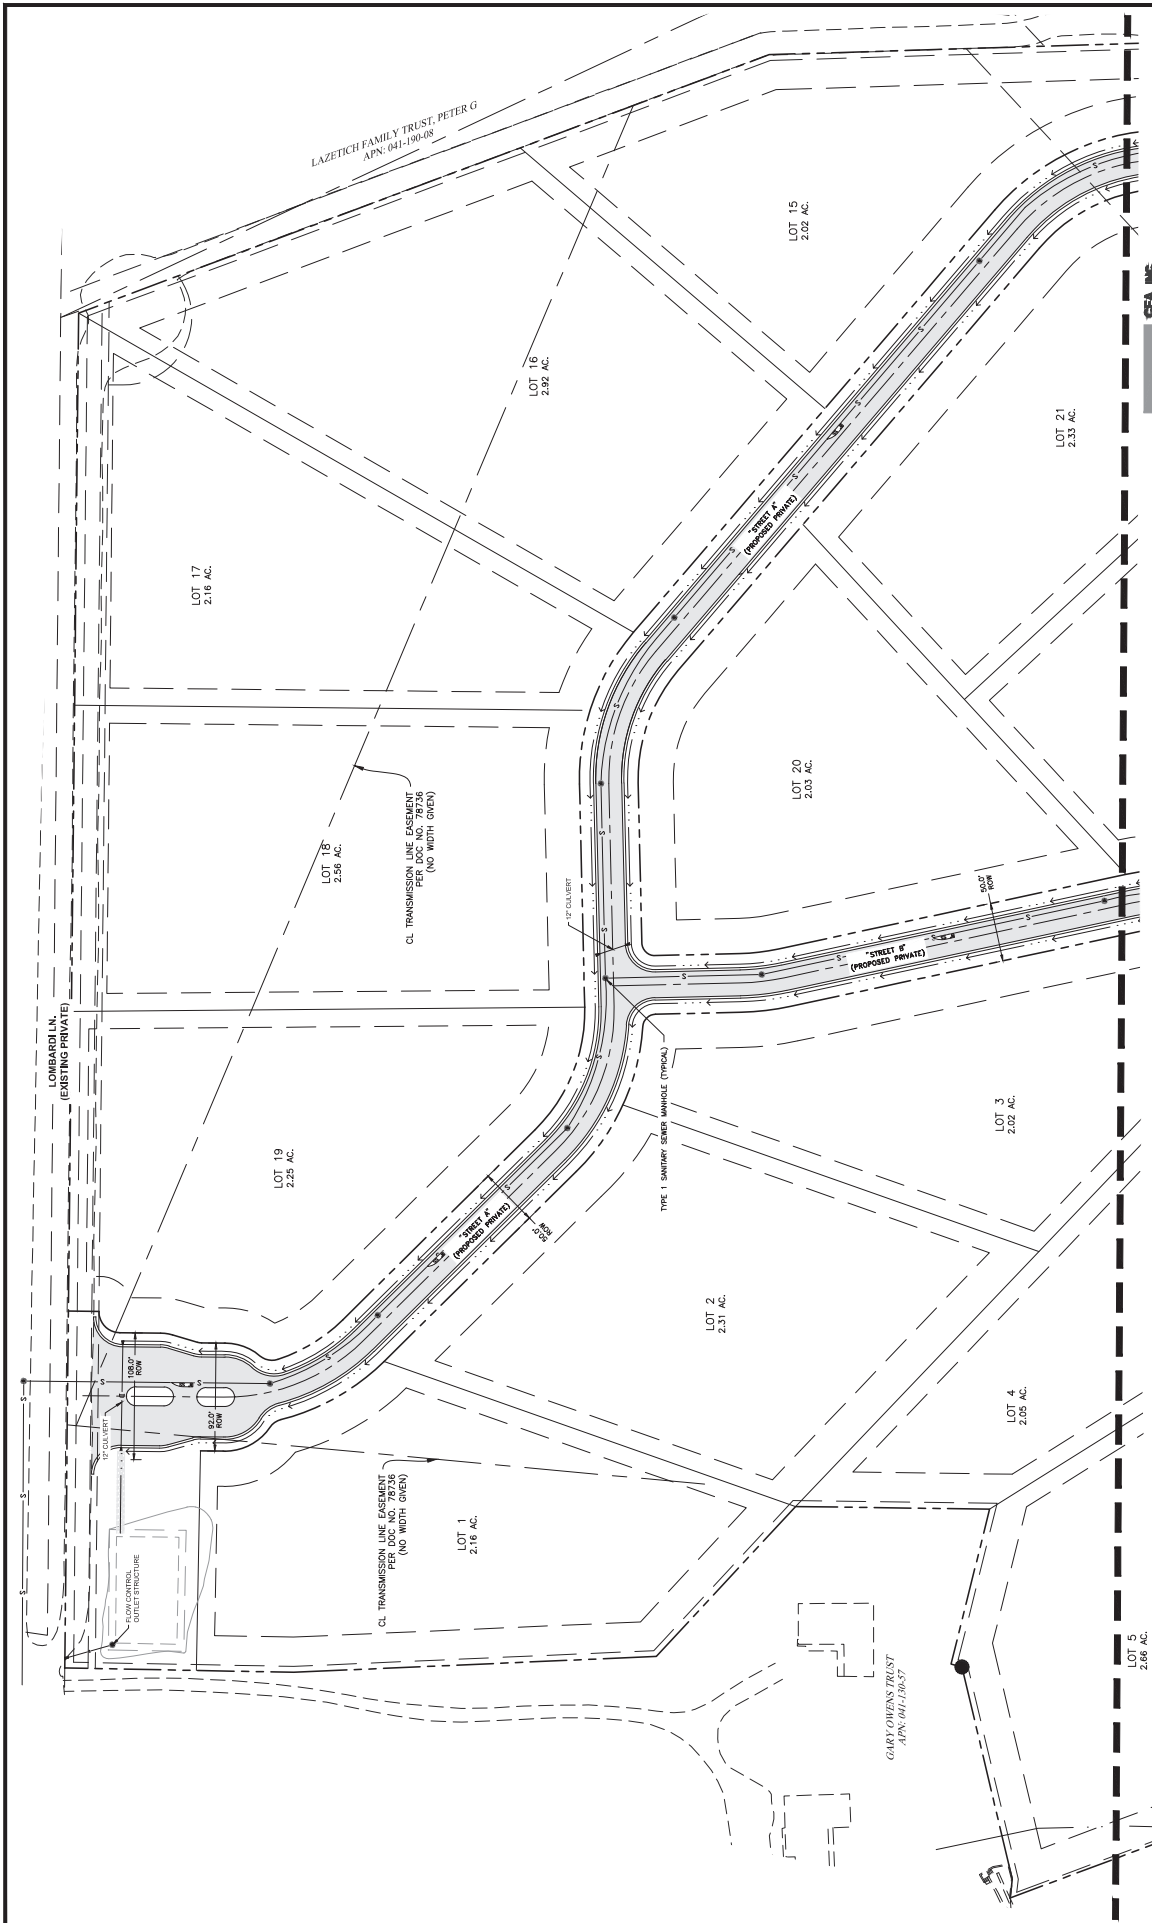 LAZETICH FAMILY TRUST, PETER G
APN: 041-190-08
LOT 15
2.02 AC.
LOT 16
2.92 AC.
LOT 21
2.33 AC.
"STREET A"
(PROPOSED PRIVATE)
S
LOT 17
2.16 AC.
LOT 20
2.03 AC.
LOT 18
2.56 AC.
CL TRANSMISSION LINE EASEMENT
PER DOC NO. 78736
(NO WIDTH GIVEN)
12" CULVERT
50.0'
ROW
"STREET B"
(PROPOSED PRIVATE)
LOMBARDI LN.
(EXISTING PRIVATE)
TYPE 1 SANITARY SEWER MANHOLE (TYPICAL)
LOT 3
2.02 AC.
LOT 19
2.25 AC.
"STREET A"
(PROPOSED PRIVATE)
50.0'
ROW
LOT 2
2.31 AC.
108.0'
ROW
92.0'
ROW
12" CULVERT
LOT 4
2.05 AC.
CL TRANSMISSION LINE EASEMENT
PER DOC NO. 78736
(NO WIDTH GIVEN)
LOT 1
2.16 AC.
FLOW CONTROL
OUTLET STRUCTURE
GARY OWENS TRUST
APN: 041-130-57
LOT 5
2.66 AC.